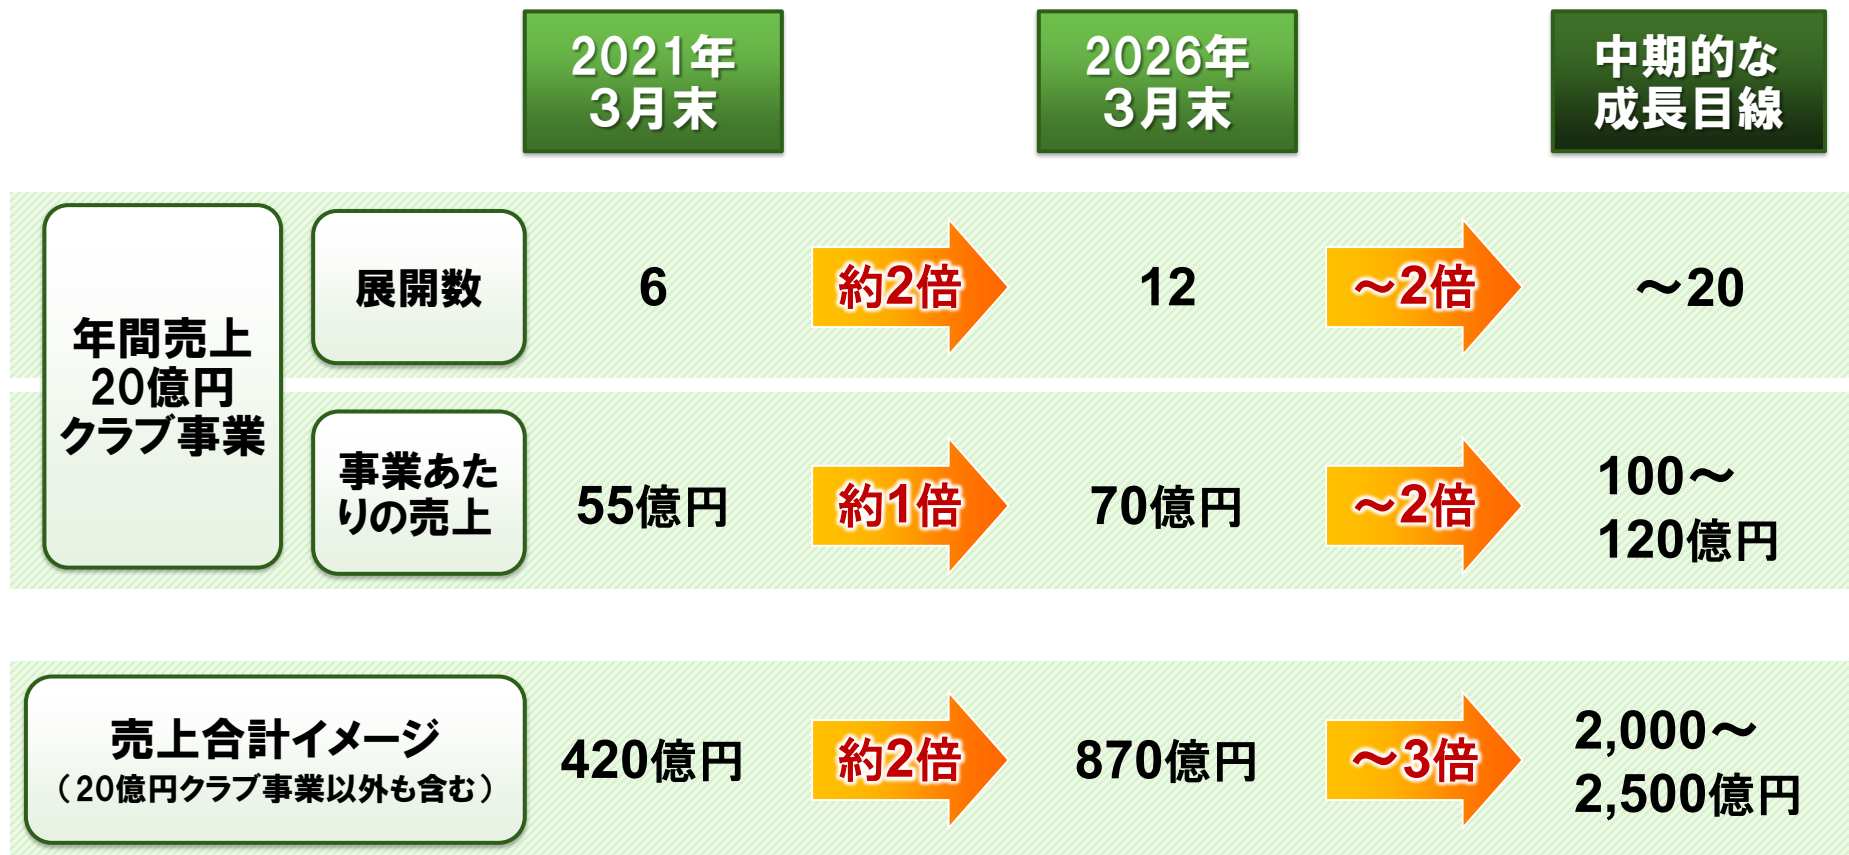 2021年
3月末
2026年
3月末
中期的な
成長目線
年間売上
20億円
クラブ事業
展開数
6
約2倍
12
～2倍
～20
事業あた
りの売上
55億円
約1倍
70億円
～2倍
100～
120億円
売上合計イメージ
（20億円クラブ事業以外も含む）
420億円
約2倍
870億円
～3倍
2,000～
2,500億円